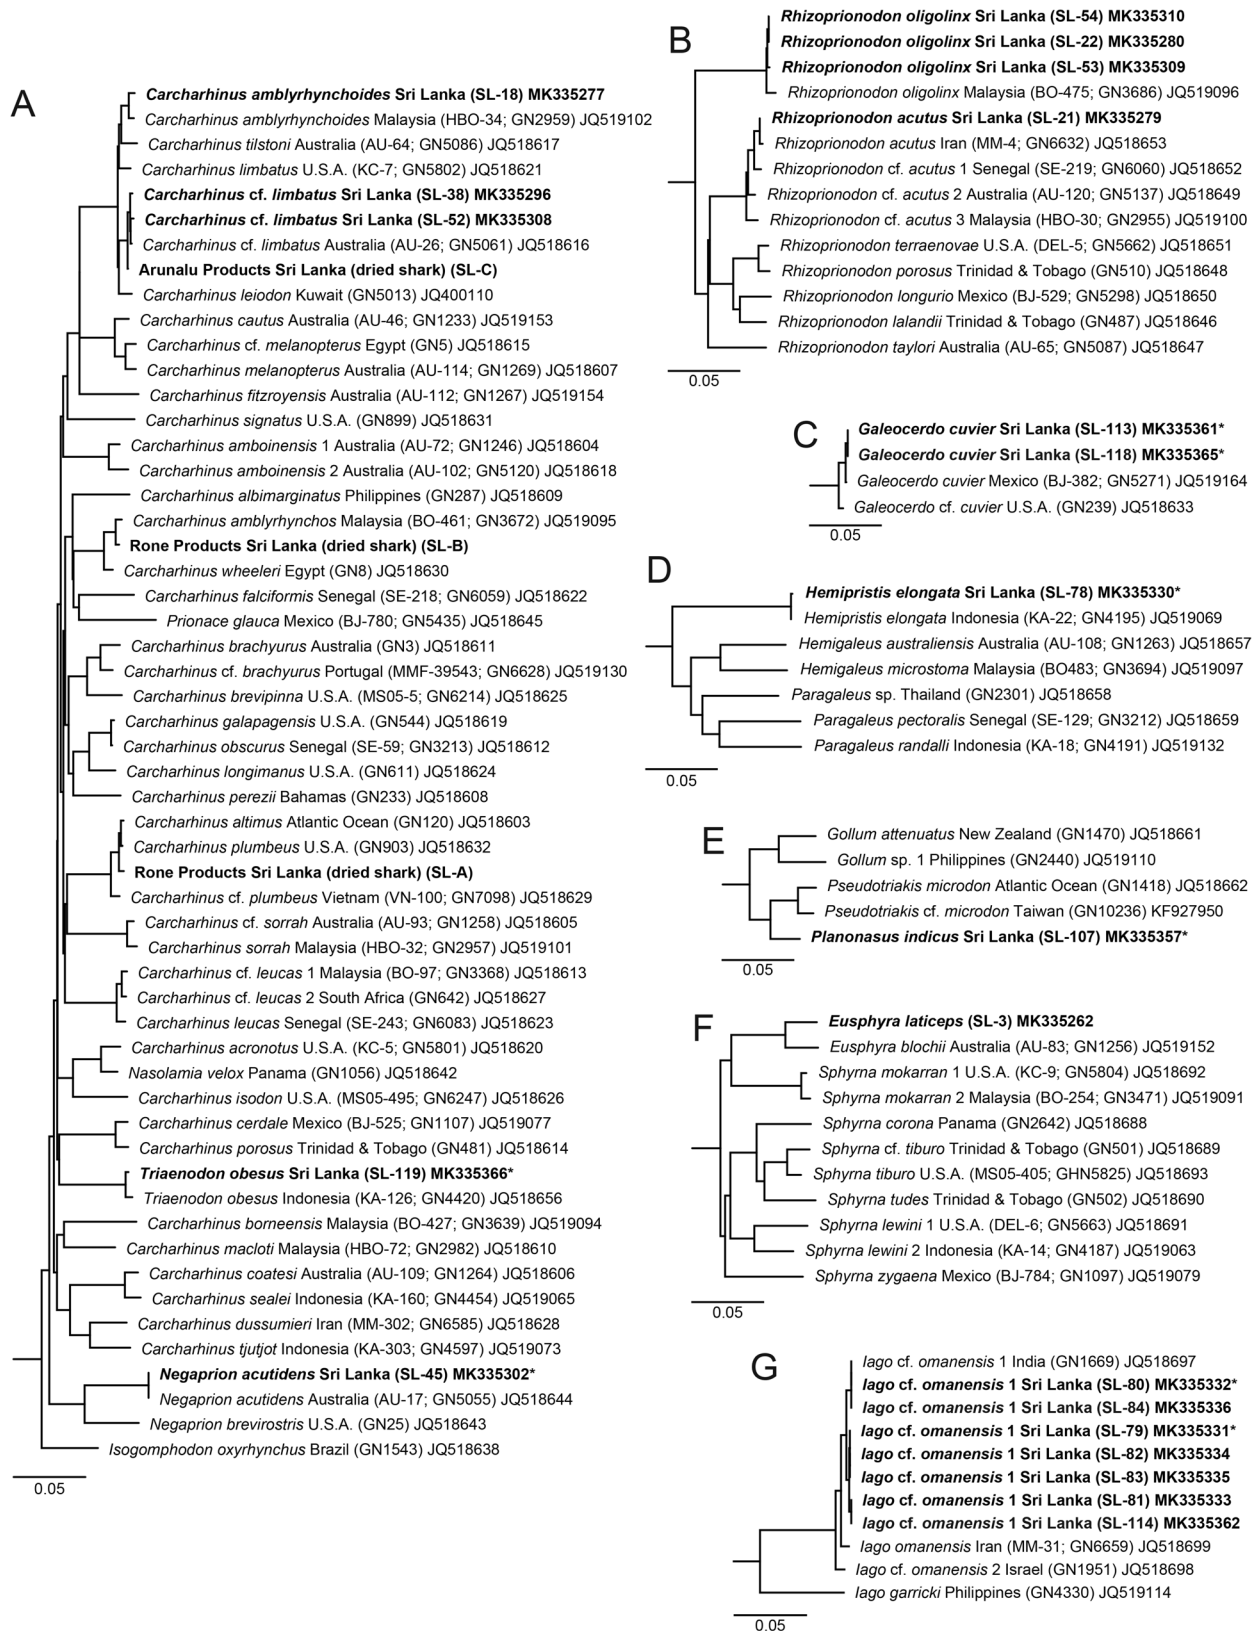 A
Carcharhinus amblyrhynchoides Sri Lanka (SL-18) MK335277
Carcharhinus amblyrhynchoides Malaysia (HBO-34; GN2959) JQ519102
Carcharhinus tilstoni Australia (AU-64; GN5086) JQ518617
Carcharhinus limbatus U.S.A. (KC-7; GN5802) JQ518621
Carcharhinus cf. limbatus Sri Lanka (SL-38) MK335296
Carcharhinus cf. limbatus Sri Lanka (SL-52) MK335308
Carcharhinus cf. limbatus Australia (AU-26; GN5061) JQ518616
Arunalu Products Sri Lanka (dried shark) (SL-C)
Carcharhinus leiodon Kuwait (GN5013) JQ400110
Carcharhinus cautus Australia (AU-46; GN1233) JQ519153
Carcharhinus cf. melanopterus Egypt (GN5) JQ518615
Carcharhinus melanopterus Australia (AU-114; GN1269) JQ518607
Carcharhinus fitzroyensis Australia (AU-112; GN1267) JQ519154
Carcharhinus signatus U.S.A. (GN899) JQ518631
Carcharhinus amboinensis 1 Australia (AU-72; GN1246) JQ518604
Carcharhinus amboinensis 2 Australia (AU-102; GN5120) JQ518618
Carcharhinus albimarginatus Philippines (GN287) JQ518609
Carcharhinus amblyrhynchos Malaysia (BO-461; GN3672) JQ519095
Rone Products Sri Lanka (dried shark) (SL-B)
Carcharhinus wheeleri Egypt (GN8) JQ518630
Carcharhinus falciformis Senegal (SE-218; GN6059) JQ518622
Prionace glauca Mexico (BJ-780; GN5435) JQ518645
Carcharhinus brachyurus Australia (GN3) JQ518611
Carcharhinus cf. brachyurus Portugal (MMF-39543; GN6628) JQ519130
Carcharhinus brevipinna U.S.A. (MS05-5; GN6214) JQ518625
Carcharhinus galapagensis U.S.A. (GN544) JQ518619
Carcharhinus obscurus Senegal (SE-59; GN3213) JQ518612
Carcharhinus longimanus U.S.A. (GN611) JQ518624
Carcharhinus perezii Bahamas (GN233) JQ518608
Carcharhinus altimus Atlantic Ocean (GN120) JQ518603
Carcharhinus plumbeus U.S.A. (GN903) JQ518632
Rone Products Sri Lanka (dried shark) (SL-A)
Carcharhinus cf. plumbeus Vietnam (VN-100; GN7098) JQ518629
Carcharhinus cf. sorrah Australia (AU-93; GN1258) JQ518605
Carcharhinus sorrah Malaysia (HBO-32; GN2957) JQ519101
Carcharhinus cf. leucas 1 Malaysia (BO-97; GN3368) JQ518613
Carcharhinus cf. leucas 2 South Africa (GN642) JQ518627
Carcharhinus leucas Senegal (SE-243; GN6083) JQ518623
Carcharhinus acronotus U.S.A. (KC-5; GN5801) JQ518620
Nasolamia velox Panama (GN1056) JQ518642
Carcharhinus isodon U.S.A. (MS05-495; GN6247) JQ518626
Carcharhinus cerdale Mexico (BJ-525; GN1107) JQ519077
Carcharhinus porosus Trinidad & Tobago (GN481) JQ518614
Triaenodon obesus Sri Lanka (SL-119) MK335366*
Triaenodon obesus Indonesia (KA-126; GN4420) JQ518656
Carcharhinus borneensis Malaysia (BO-427; GN3639) JQ519094
Carcharhinus macloti Malaysia (HBO-72; GN2982) JQ518610
Carcharhinus coatesi Australia (AU-109; GN1264) JQ518606
Carcharhinus sealei Indonesia (KA-160; GN4454) JQ519065
Carcharhinus dussumieri Iran (MM-302; GN6585) JQ518628
Carcharhinus tjutjot Indonesia (KA-303; GN4597) JQ519073
Negaprion acutidens Sri Lanka (SL-45) MK335302*
Negaprion acutidens Australia (AU-17; GN5055) JQ518644
Negaprion brevirostris U.S.A. (GN25) JQ518643
Isogomphodon oxyrhynchus Brazil (GN1543) JQ518638
0.05
B
Rhizoprionodon oligolinx Sri Lanka (SL-54) MK335310
Rhizoprionodon oligolinx Sri Lanka (SL-22) MK335280
Rhizoprionodon oligolinx Sri Lanka (SL-53) MK335309
Rhizoprionodon oligolinx Malaysia (BO-475; GN3686) JQ519096
Rhizoprionodon acutus Sri Lanka (SL-21) MK335279
Rhizoprionodon acutus Iran (MM-4; GN6632) JQ518653
Rhizoprionodon cf. acutus 1 Senegal (SE-219; GN6060) JQ518652
Rhizoprionodon cf. acutus 2 Australia (AU-120; GN5137) JQ518649
Rhizoprionodon cf. acutus 3 Malaysia (HBO-30; GN2955) JQ519100
Rhizoprionodon terraenovae U.S.A. (DEL-5; GN5662) JQ518651
Rhizoprionodon porosus Trinidad & Tobago (GN510) JQ518648
Rhizoprionodon longurio Mexico (BJ-529; GN5298) JQ518650
Rhizoprionodon lalandii Trinidad & Tobago (GN487) JQ518646
Rhizoprionodon taylori Australia (AU-65; GN5087) JQ518647
0.05
C
Galeocerdo cuvier Sri Lanka (SL-113) MK335361*
Galeocerdo cuvier Sri Lanka (SL-118) MK335365*
Galeocerdo cuvier Mexico (BJ-382; GN5271) JQ519164
Galeocerdo cf. cuvier U.S.A. (GN239) JQ518633
0.05
D
Hemipristis elongata Sri Lanka (SL-78) MK335330*
Hemipristis elongata Indonesia (KA-22; GN4195) JQ519069
Hemigaleus australiensis Australia (AU-108; GN1263) JQ518657
Hemigaleus microstoma Malaysia (BO483; GN3694) JQ519097
Paragaleus sp. Thailand (GN2301) JQ518658
Paragaleus pectoralis Senegal (SE-129; GN3212) JQ518659
Paragaleus randalli Indonesia (KA-18; GN4191) JQ519132
0.05
E
Gollum attenuatus New Zealand (GN1470) JQ518661
Gollum sp. 1 Philippines (GN2440) JQ519110
Pseudotriakis microdon Atlantic Ocean (GN1418) JQ518662
Pseudotriakis cf. microdon Taiwan (GN10236) KF927950
Planonasus indicus Sri Lanka (SL-107) MK335357*
0.05
F
Eusphyra laticeps (SL-3) MK335262
Eusphyra blochii Australia (AU-83; GN1256) JQ519152
Sphyrna mokarran 1 U.S.A. (KC-9; GN5804) JQ518692
Sphyrna mokarran 2 Malaysia (BO-254; GN3471) JQ519091
Sphyrna corona Panama (GN2642) JQ518688
Sphyrna cf. tiburo Trinidad & Tobago (GN501) JQ518689
Sphyrna tiburo U.S.A. (MS05-405; GHN5825) JQ518693
Sphyrna tudes Trinidad & Tobago (GN502) JQ518690
Sphyrna lewini 1 U.S.A. (DEL-6; GN5663) JQ518691
Sphyrna lewini 2 Indonesia (KA-14; GN4187) JQ519063
Sphyrna zygaena Mexico (BJ-784; GN1097) JQ519079
0.05
G
Iago cf. omanensis 1 India (GN1669) JQ518697
Iago cf. omanensis 1 Sri Lanka (SL-80) MK335332*
Iago cf. omanensis 1 Sri Lanka (SL-84) MK335336
Iago cf. omanensis 1 Sri Lanka (SL-79) MK335331*
Iago cf. omanensis 1 Sri Lanka (SL-82) MK335334
Iago cf. omanensis 1 Sri Lanka (SL-83) MK335335
Iago cf. omanensis 1 Sri Lanka (SL-81) MK335333
Iago cf. omanensis 1 Sri Lanka (SL-114) MK335362
Iago omanensis Iran (MM-31; GN6659) JQ518699
Iago cf. omanensis 2 Israel (GN1951) JQ518698
Iago garricki Philippines (GN4330) JQ519114
0.05